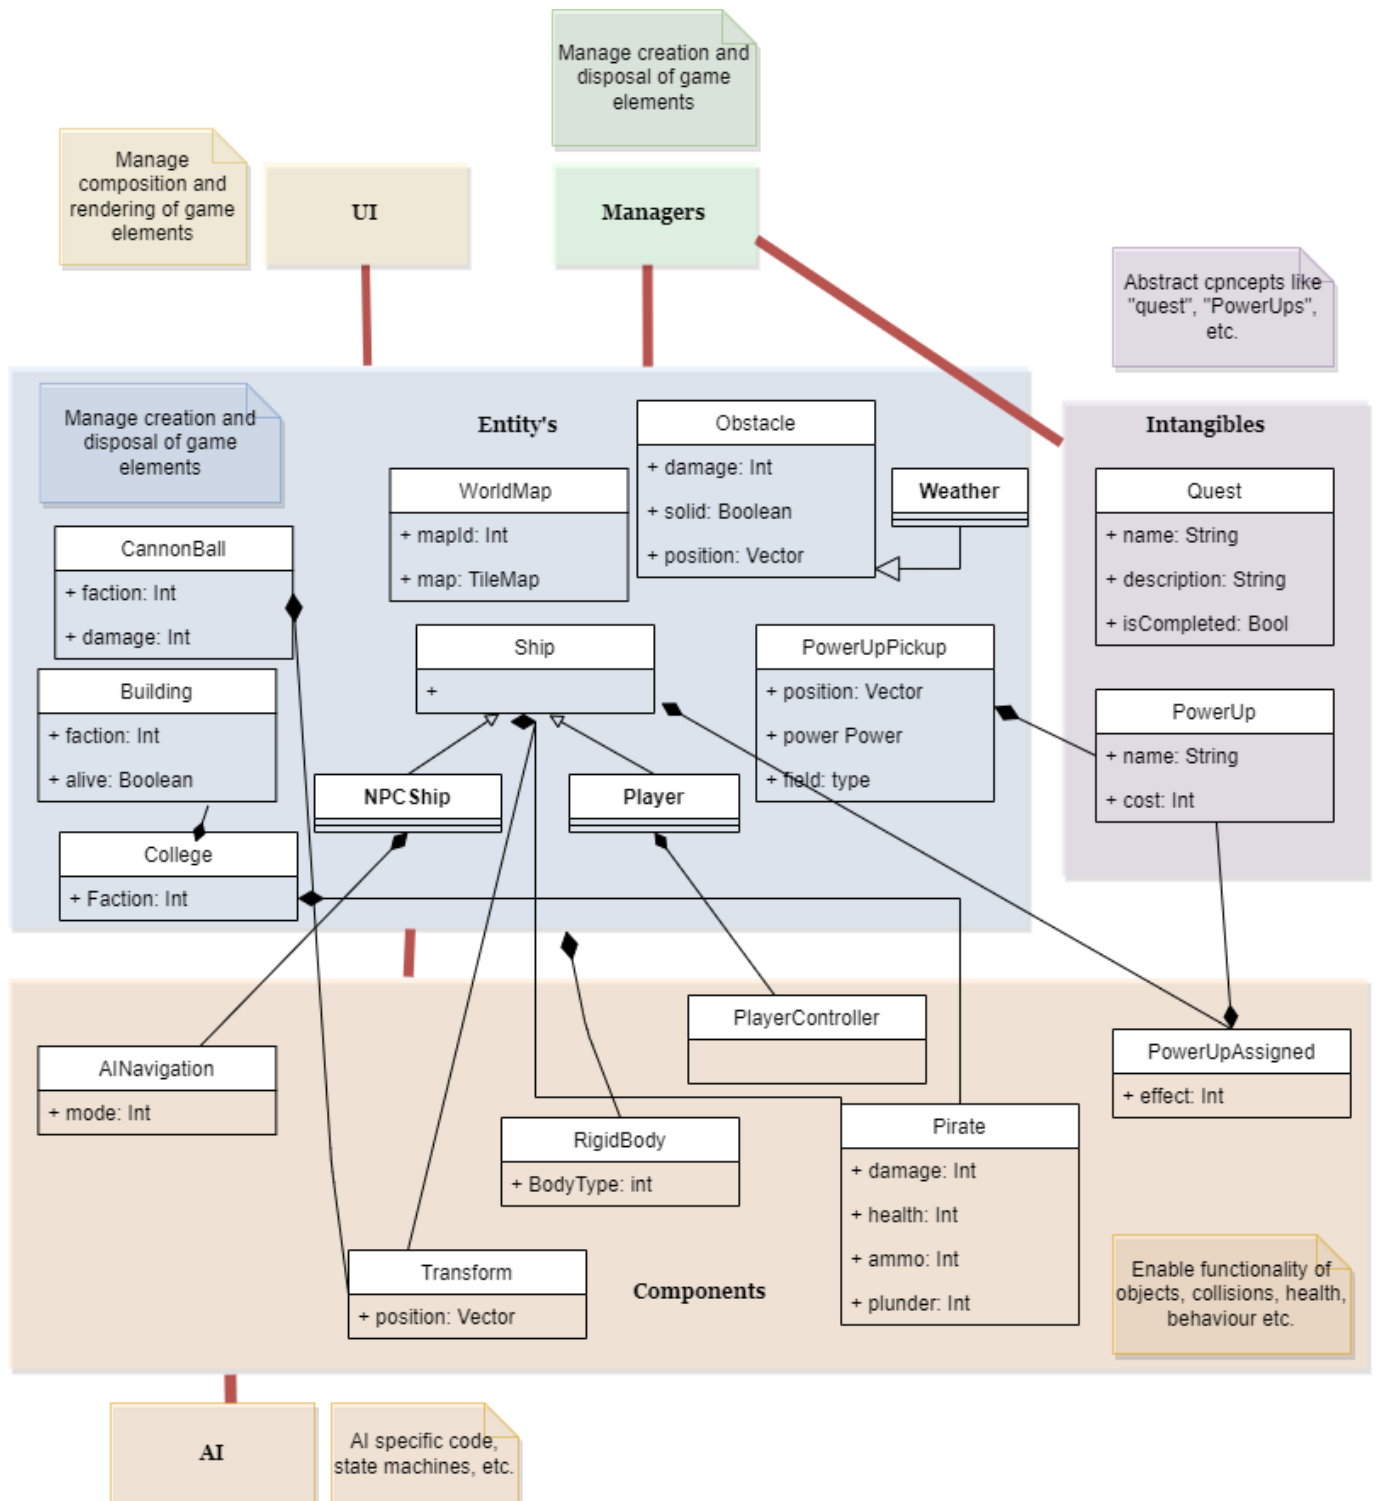 Manage creation and
disposal of game
elements
Manage
composition and
rendering of game
elements
UI
Managers
Abstract cpncepts like
"quest", "PowerUps",
etc.
Manage creation and
disposal of game
elements
Entity's
Obstacle
+ damage: Int
+ solid: Boolean
+ position: Vector
Weather
WorldMap
+ mapId: Int
+ map: TileMap
Intangibles
Quest
+ name: String
+ description: String
+ isCompleted: Bool
CannonBall
+ faction: Int
+ damage: Int
Ship
+
PowerUpPickup
+ position: Vector
+ power Power
+ field: type
Building
+ faction: Int
+ alive: Boolean
PowerUp
+ name: String
+ cost: Int
NPC Ship
Player
College
+ Faction: Int
PlayerController
PowerUpAssigned
+ effect: Int
AINavigation
+ mode: Int
RigidBody
+ BodyType: int
Pirate
+ damage: Int
+ health: Int
+ ammo: Int
+ plunder: Int
Transform
+ position: Vector
Components
Enable functionality of
objects, collisions, health,
behaviour etc.
AI
AI specific code,
state machines, etc.